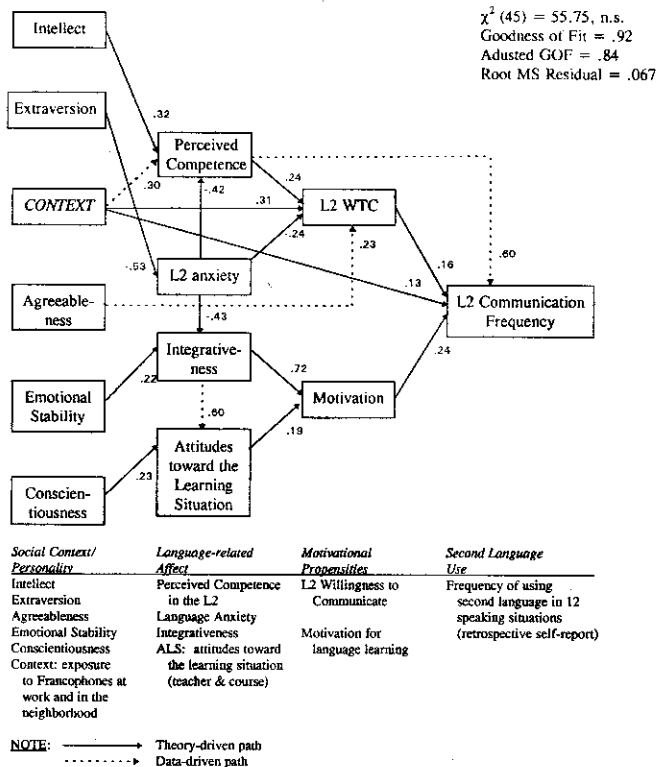 χ² (45) = 55.75, n.s.
Goodness of Fit = .92
Adusted GOF = .84
Root MS Residual = .067
Intellect
Extraversion
.32
Perceived
Competence
.30
-.42
.24
CONTEXT
.31
L2 WTC
-.24
.23
-.53
L2 anxiety
.16
.60
.13
Agreeable-
ness
-.43
L2 Communication
Frequency
Integrative-
ness
.22
.72
.24
Emotional
Stability
.60
Motivation
.19
Attitudes
toward the
Learning
Situation
.23
Conscien-
tiousness
Social Context/
Personality
Intellect
Extraversion
Agreeableness
Emotional Stability
Conscientiousness
Context: exposure
to Francophones at
work and in the
neighborhood
Language-related
Affect
Perceived Competence
in the L2
Language Anxiety
Integrativeness
ALS: attitudes toward
the learning situation
(teacher & course)
Motivational
Propensities
L2 Willingness to
Communicate
Motivation for
language learning
Second Language
Use
Frequency of using
second language in 12
speaking situations
(retrospective self-report)
NOTE: Theory-driven path
Data-driven path